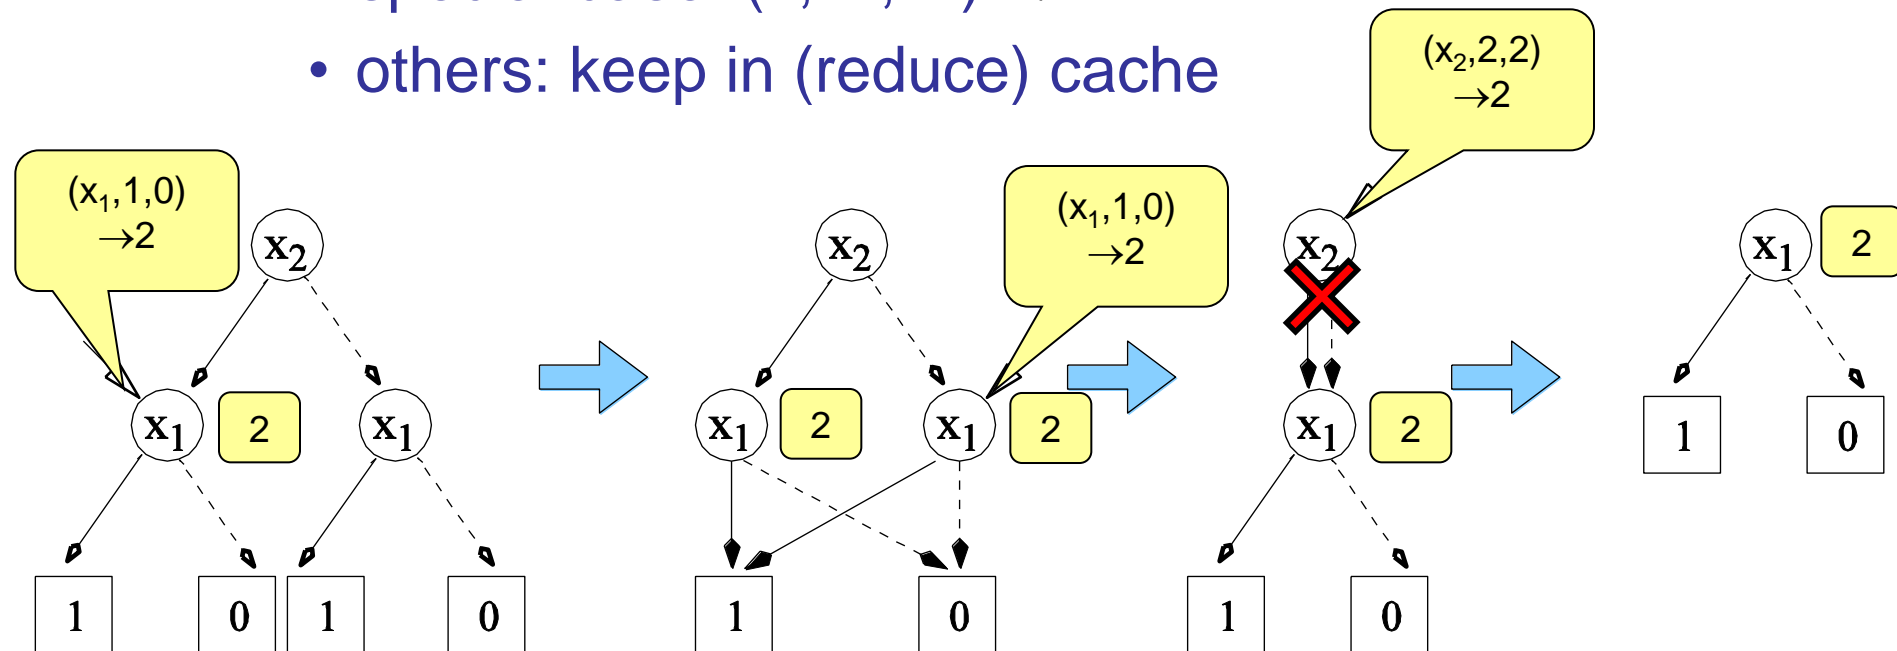 • others: keep in (reduce) cache
(x₂,2,2)
→2
(x₁,1,0)
→2
(x₁,1,0)
→2
x₂
x₂
x₂
x₁
2
x₁
2
x₁
x₁
2
x₁
2
x₁
2
1
0
1
0
1
0
1
0
1
0